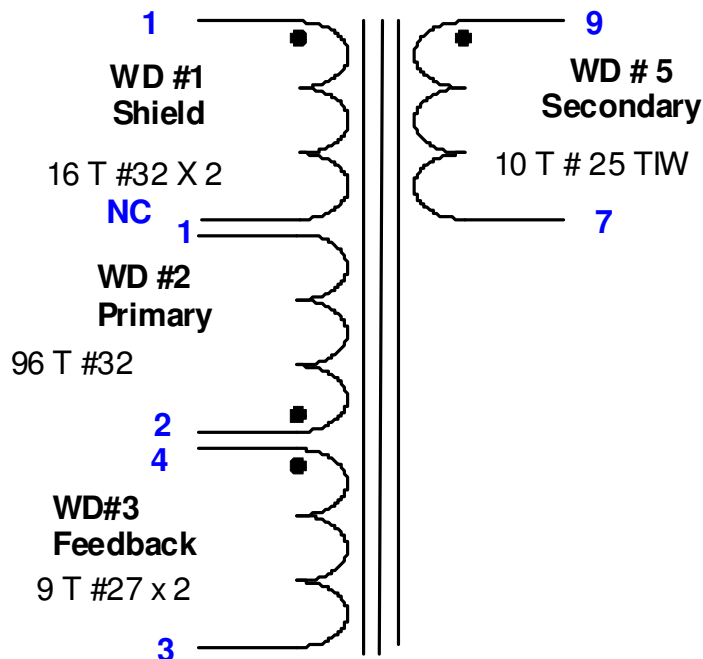 1
WD #1
Shield
16 T #32 X 2
NC
1
WD #2
Primary
96 T #32
2
4
WD#3
Feedback
9 T #27 x 2
3
9
WD # 5
Secondary
10 T # 25 TIW
7